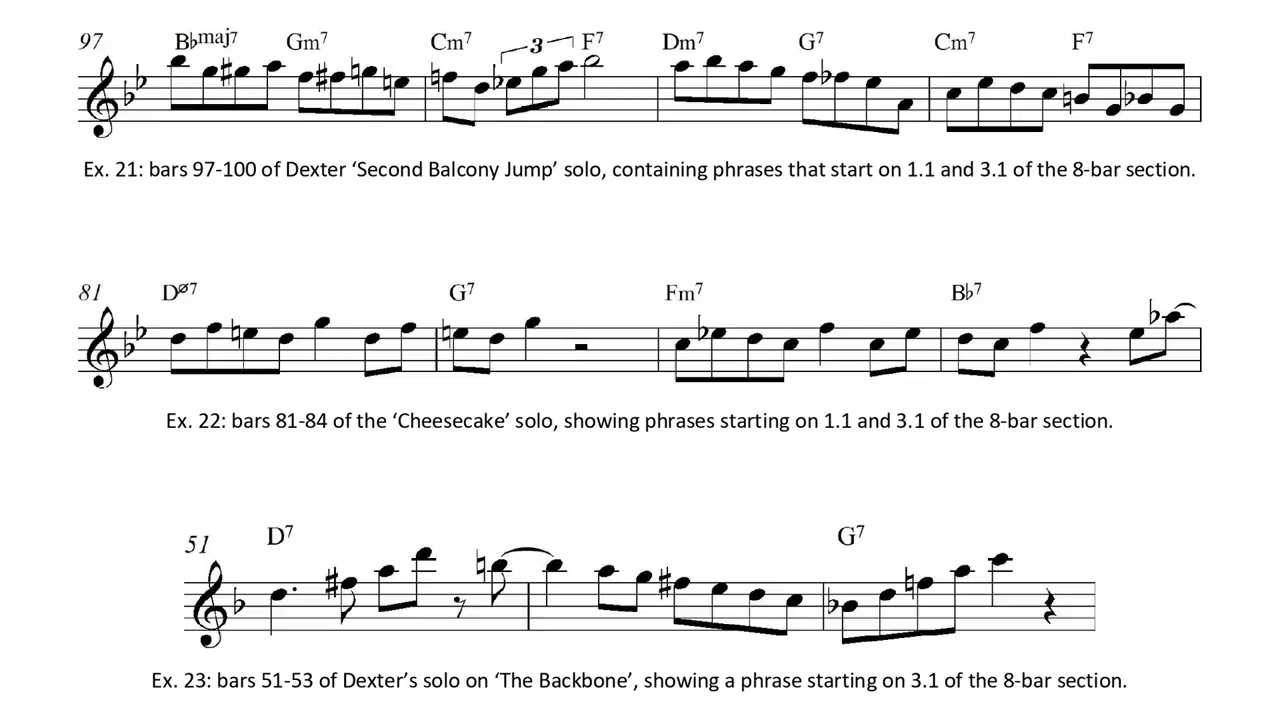 97 B♭maj7 Gm7 Cm7 3 F7 Dm7 G7 Cm7 F7
Ex. 21: bars 97-100 of Dexter ‘Second Balcony Jump’ solo, containing phrases that start on 1.1 and 3.1 of the 8-bar section.
81 Dø7 G7 Fm7 B♭7
Ex. 22: bars 81-84 of the ‘Cheesecake’ solo, showing phrases starting on 1.1 and 3.1 of the 8-bar section.
51 D7 G7
Ex. 23: bars 51-53 of Dexter’s solo on ‘The Backbone’, showing a phrase starting on 3.1 of the 8-bar section.